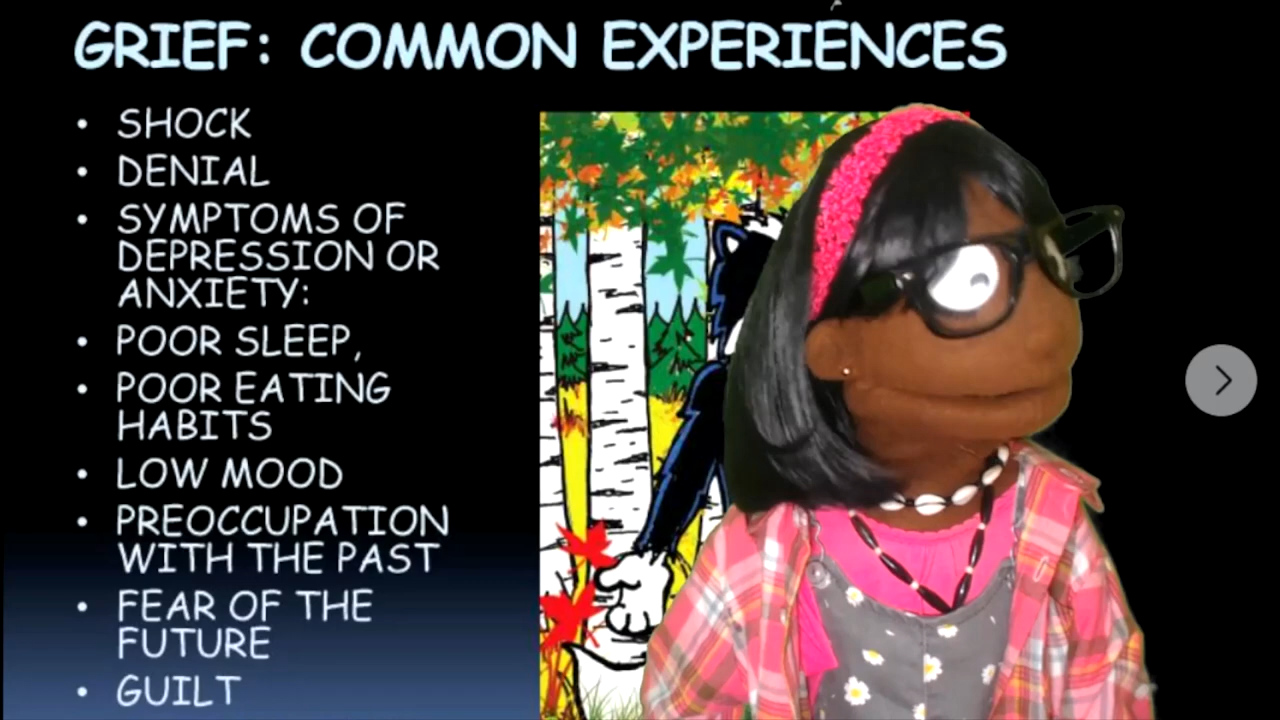 GRIEF: COMMON EXPERIENCES
• SHOCK
• DENIAL
• SYMPTOMS OF
DEPRESSION OR
ANXIETY:
• POOR SLEEP,
• POOR EATING
HABITS
• LOW MOOD
• PREOCCUPATION
WITH THE PAST
• FEAR OF THE
FUTURE
• GUILT